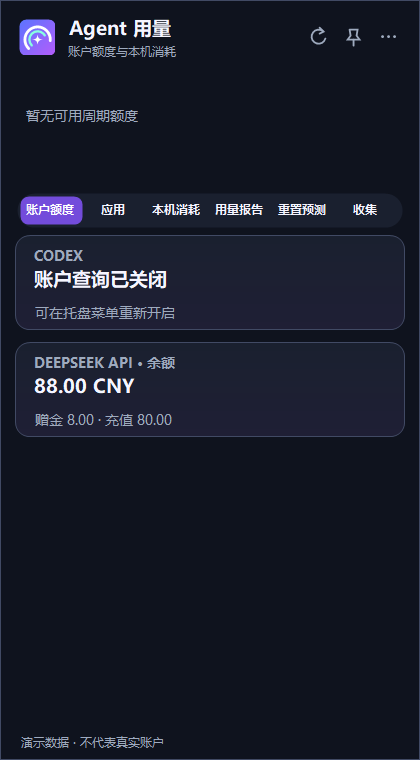 Agent 用量
账户额度与本机消耗
暂无可用周期额度
账户额度 应用 本机消耗 用量报告 重置预测 收集
CODEX
账户查询已关闭
可在托盘菜单重新开启
DEEPSEEK API • 余额
88.00 CNY
赠金 8.00 · 充值 80.00
演示数据 · 不代表真实账户